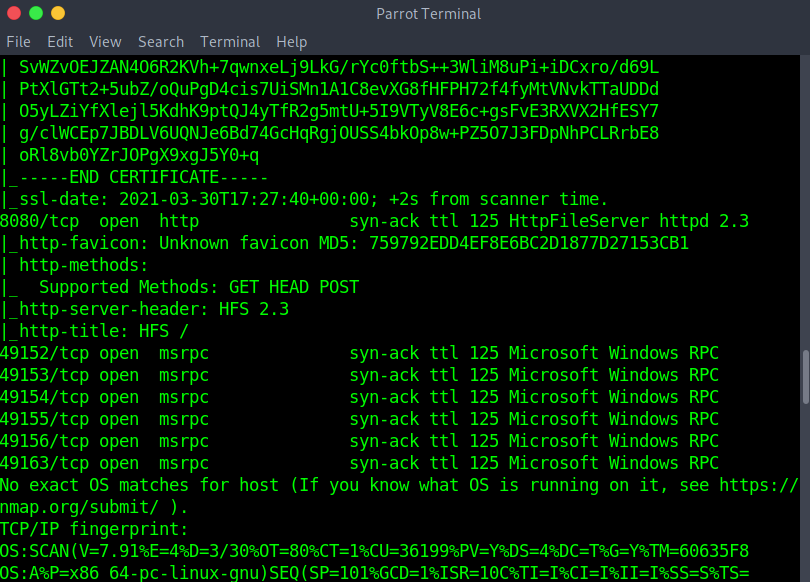 Parrot Terminal
File Edit View Search Terminal Help
| SvWZvOEJZAN4O6R2KVh+7qwnxeLj9LkG/rYc0ftbS++3WliM8uPi+iDCxro/d69L
| PtXlGTt2+5ubZ/oQuPgD4cis7UiSMn1A1C8evXG8fHFPH72f4fyMtVNvkTTaUDDd
| O5yLZiYfXlejl5KdhK9ptQJ4yTfR2g5mtU+5I9VTyV8E6c+gsFvE3RXVX2HfESY7
| g/clWCEp7JBDLV6UQNJe6Bd74GcHqRgjOUSS4bkOp8w+PZ5O7J3FDpNhPCLRrbE8
| oRl8vb0YZrJOPgX9xgJ5Y0+q
|_-----END CERTIFICATE-----
|_ssl-date: 2021-03-30T17:27:40+00:00; +2s from scanner time.
8080/tcp  open  http               syn-ack ttl 125 HttpFileServer httpd 2.3
|_http-favicon: Unknown favicon MD5: 759792EDD4EF8E6BC2D1877D27153CB1
| http-methods:
|_  Supported Methods: GET HEAD POST
|_http-server-header: HFS 2.3
|_http-title: HFS /
49152/tcp open  msrpc              syn-ack ttl 125 Microsoft Windows RPC
49153/tcp open  msrpc              syn-ack ttl 125 Microsoft Windows RPC
49154/tcp open  msrpc              syn-ack ttl 125 Microsoft Windows RPC
49155/tcp open  msrpc              syn-ack ttl 125 Microsoft Windows RPC
49156/tcp open  msrpc              syn-ack ttl 125 Microsoft Windows RPC
49163/tcp open  msrpc              syn-ack ttl 125 Microsoft Windows RPC
No exact OS matches for host (If you know what OS is running on it, see https://
nmap.org/submit/ ).
TCP/IP fingerprint:
OS:SCAN(V=7.91%E=4%D=3/30%OT=80%CT=1%CU=36199%PV=Y%DS=4%DC=T%G=Y%TM=60635F8
OS:A%P=x86_64-pc-linux-gnu)SEQ(SP=101%GCD=1%ISR=10C%TI=I%CI=I%II=I%SS=S%TS=